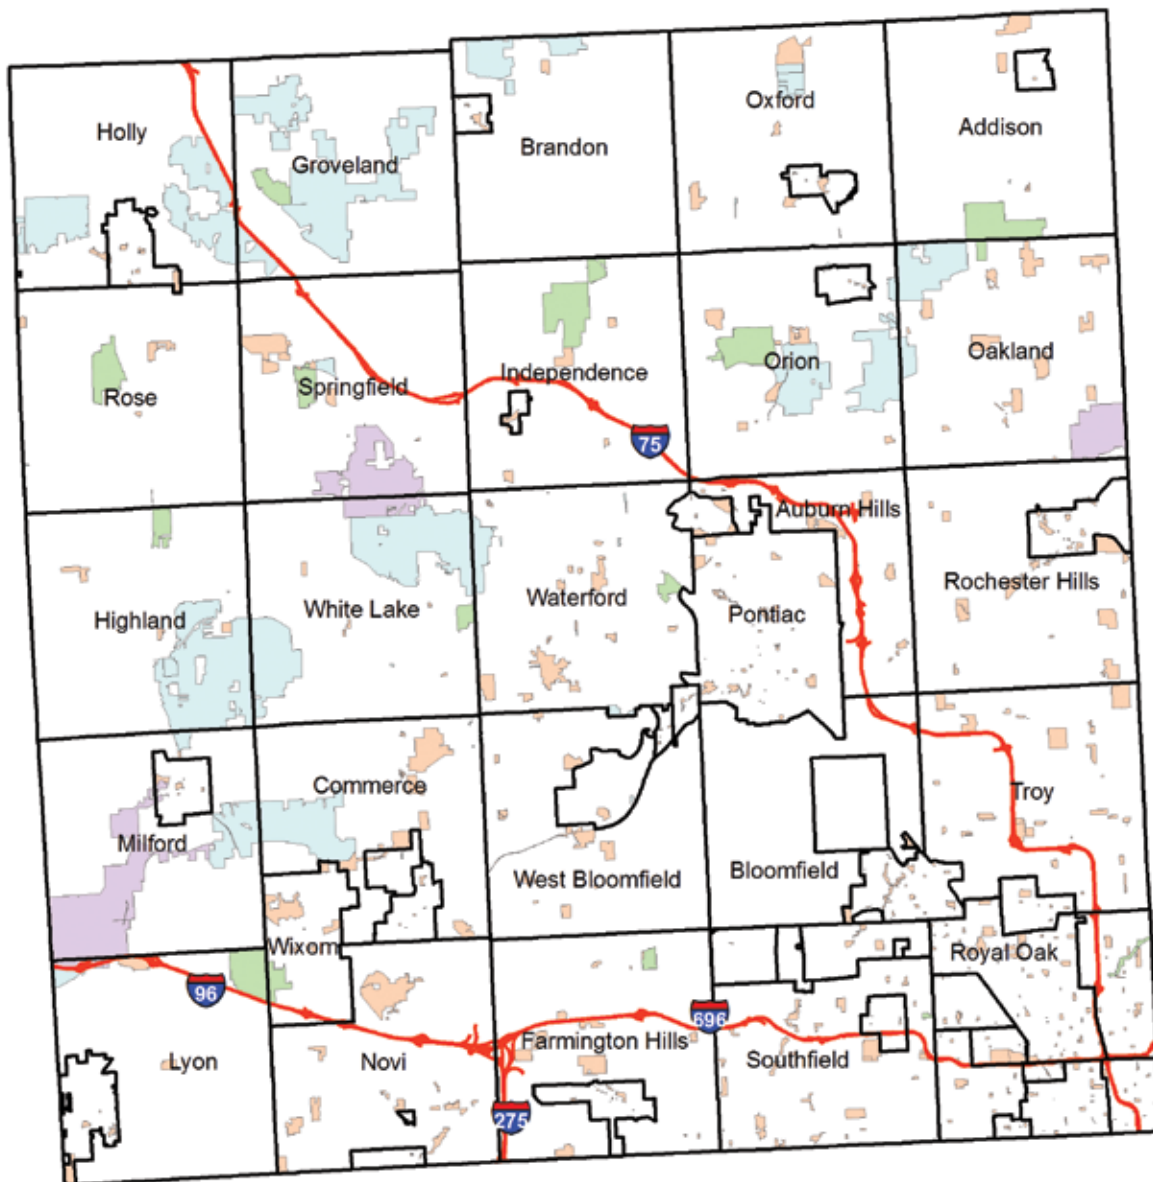 Oxford
Holly
Addison
Brandon
Groveland
Oakland
Orion
Independence
Springfield
Rose
75
Auburn Hills
Rochester Hills
Waterford
White Lake
Pontiac
Highland
Commerce
Troy
Milford
Bloomfield
West Bloomfield
Wixom
Royal Oak
96
696
Farmington Hills
Southfield
Lyon
Novi
275